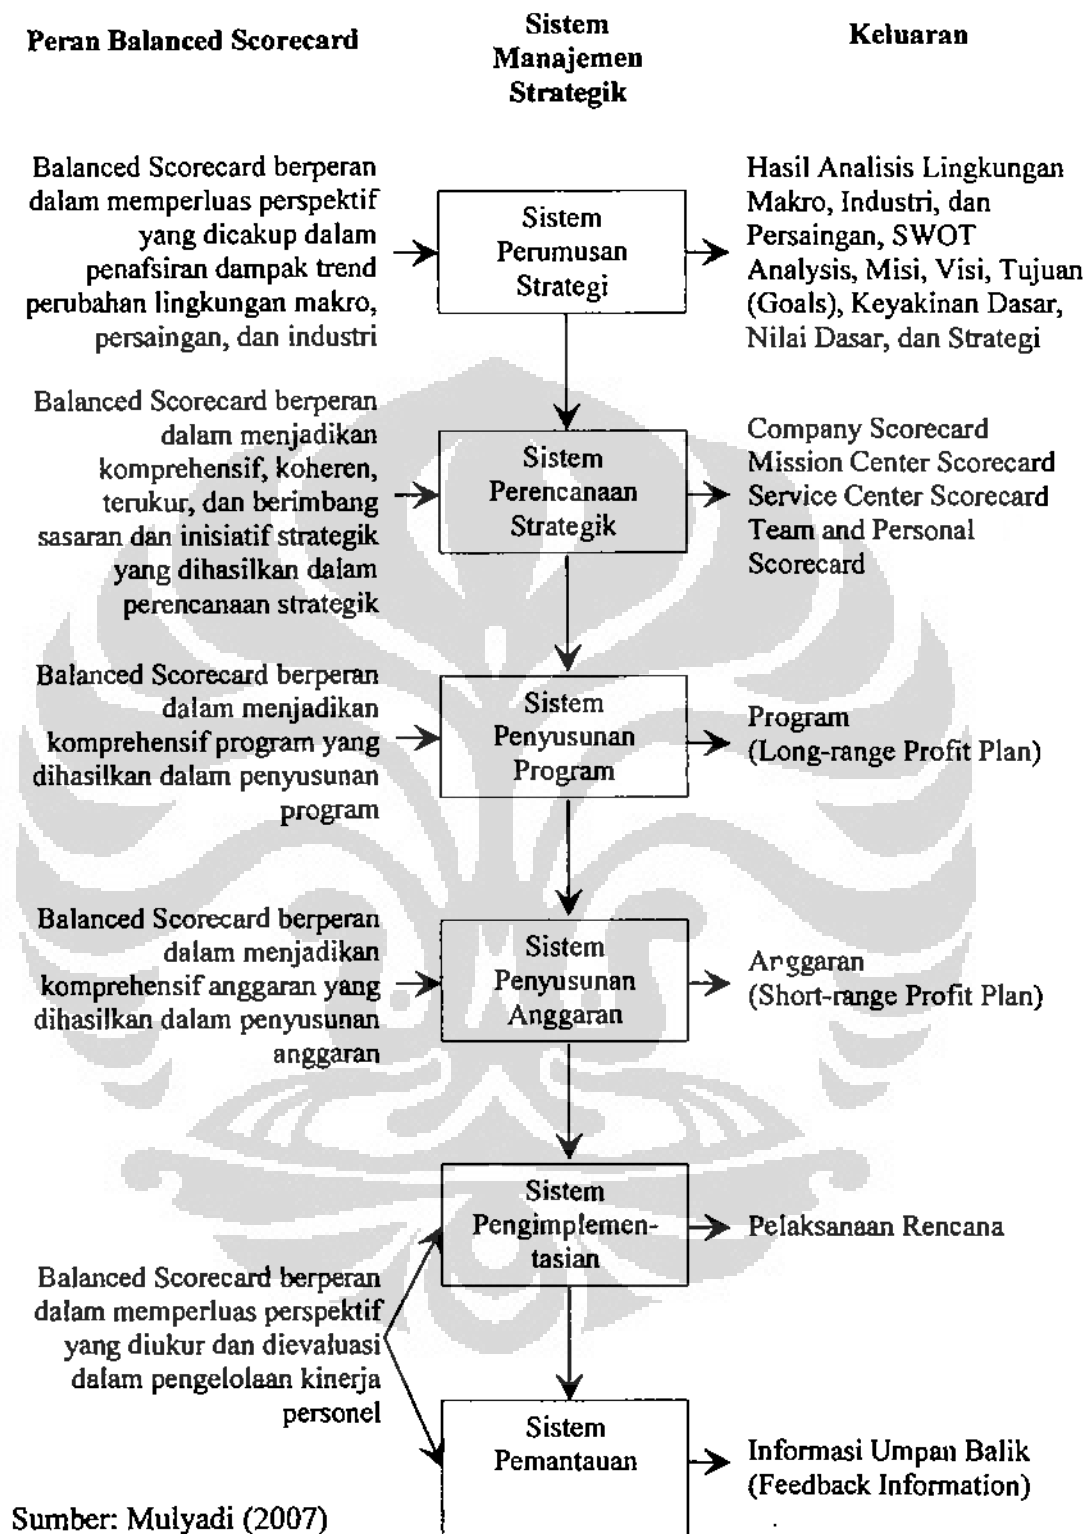 Peran Balanced Scorecard
Sistem
Manajemen
Strategik
Keluaran
Balanced Scorecard berperan
dalam memperluas perspektif
yang dicakup dalam
penafsiran dampak trend
perubahan lingkungan makro,
persaingan, dan industri
Sistem
Perumusan
Strategi
Hasil Analisis Lingkungan
Makro, Industri, dan
Persaingan, SWOT
Analysis, Misi, Visi, Tujuan
(Goals), Keyakinan Dasar,
Nilai Dasar, dan Strategi
Balanced Scorecard berperan
dalam menjadikan
komprehensif, koheren,
terukur, dan berimbang
sasaran dan inisiatif strategik
yang dihasilkan dalam
perencanaan strategik
Sistem
Perencanaan
Strategik
Company Scorecard
Mission Center Scorecard
Service Center Scorecard
Team and Personal
Scorecard
Balanced Scorecard berperan
dalam menjadikan
komprehensif program yang
dihasilkan dalam penyusunan
program
Sistem
Penyusunan
Program
Program
(Long-range Profit Plan)
Balanced Scorecard berperan
dalam menjadikan
komprehensif anggaran yang
dihasilkan dalam penyusunan
anggaran
Sistem
Penyusunan
Anggaran
Anggaran
(Short-range Profit Plan)
Sistem
Pengimplemen-
tasian
Pelaksanaan Rencana
Balanced Scorecard berperan
dalam memperluas perspektif
yang diukur dan dievaluasi
dalam pengelolaan kinerja
personel
Sistem
Pemantauan
Informasi Umpan Balik
(Feedback Information)
Sumber: Mulyadi (2007)